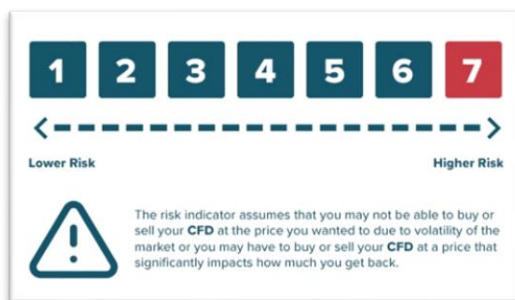 1 2 3 4 5 6 7
Lower Risk Higher Risk
The risk indicator assumes that you may not be able to buy or
sell your CFD at the price you wanted to due to volatility of the
market or you may have to buy or sell your CFD at a price that
significantly impacts how much you get back.